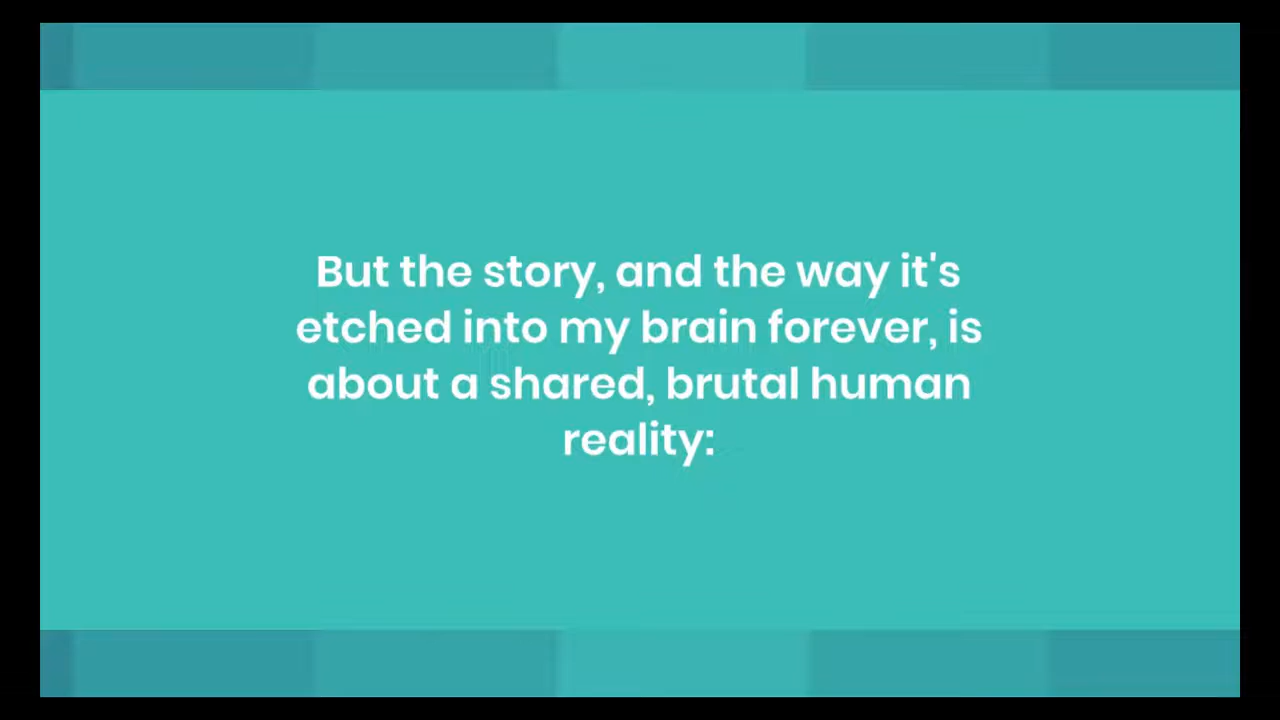 But the story, and the way it's
etched into my brain forever, is
about a shared, brutal human
reality: